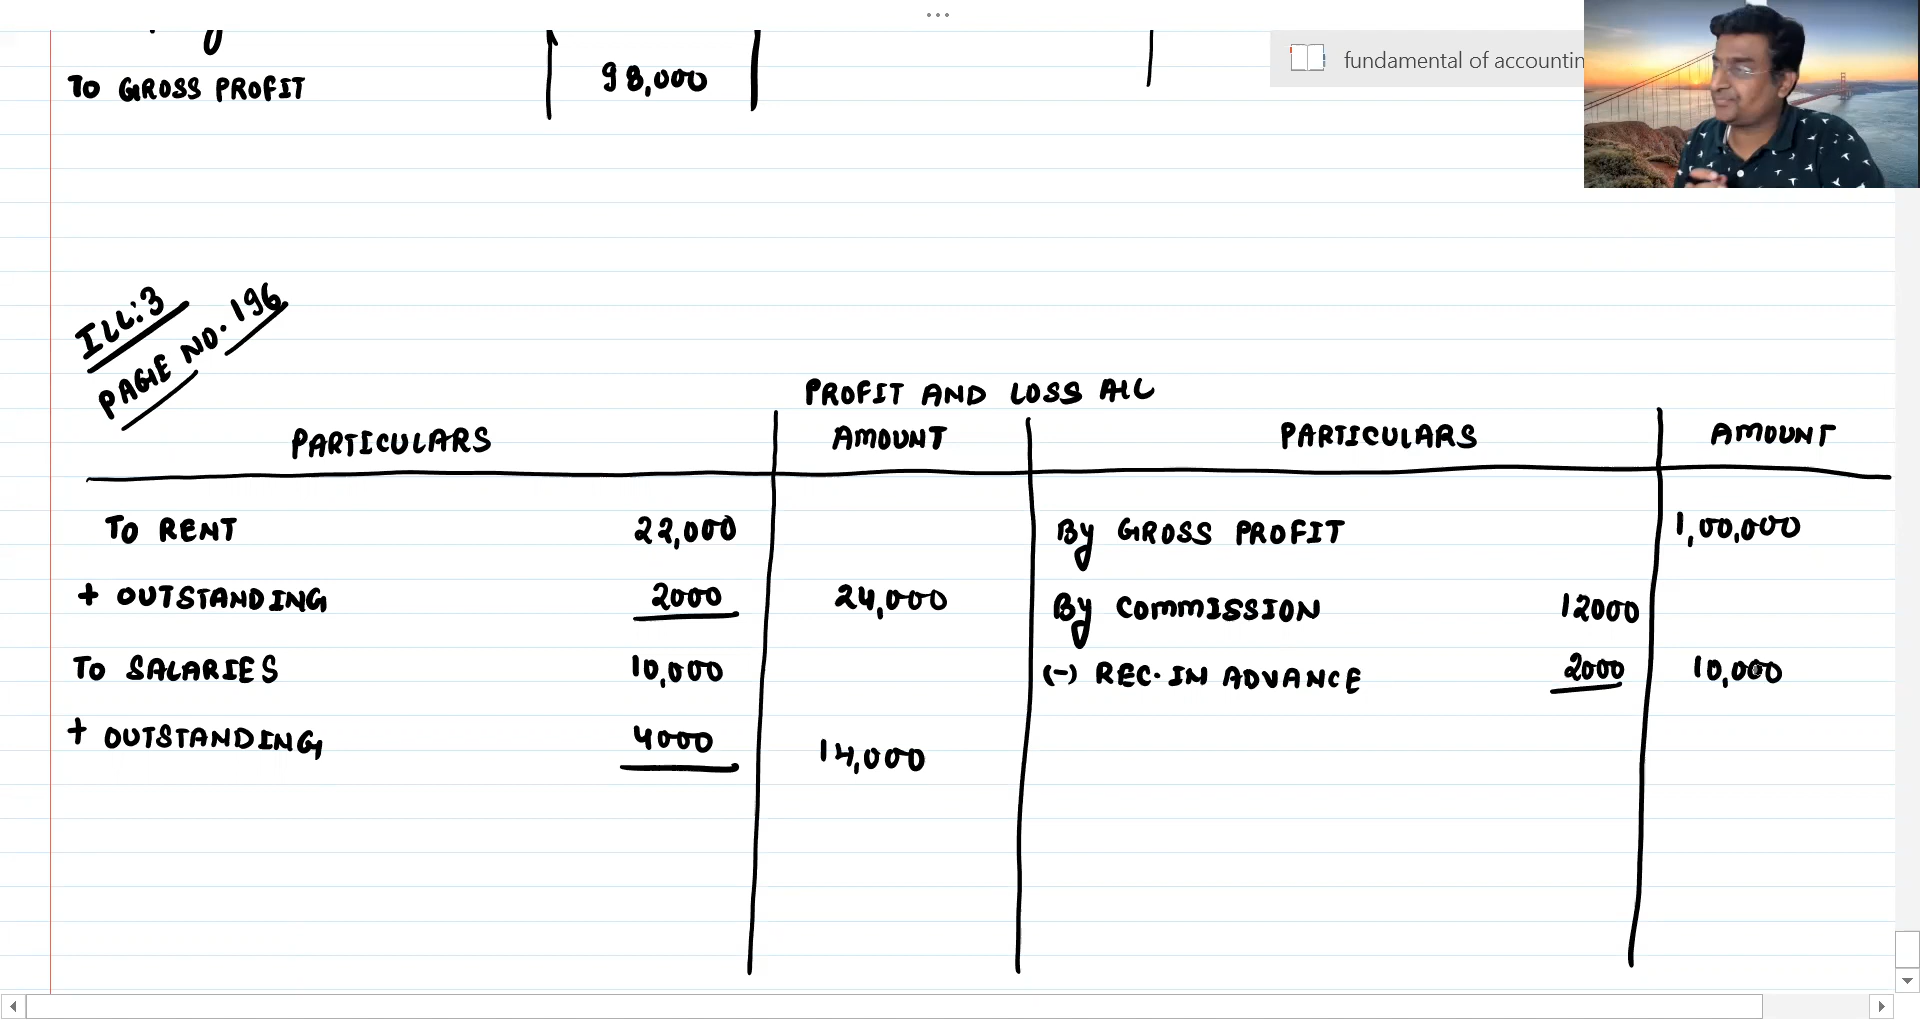 ...
TO GROSS PROFIT 98,000
fundamental of accountin
ILL:3
PAGE NO. 196
PROFIT AND LOSS A/C
PARTICULARS AMOUNT PARTICULARS AMOUNT
TO RENT 22,000 By GROSS PROFIT 1,00,000
+ OUTSTANDING 2000 24,000 By COMMISSION 12000
TO SALARIES 10,000 (-) REC. IN ADVANCE 2000 10,000
+ OUTSTANDING 4000 14,000